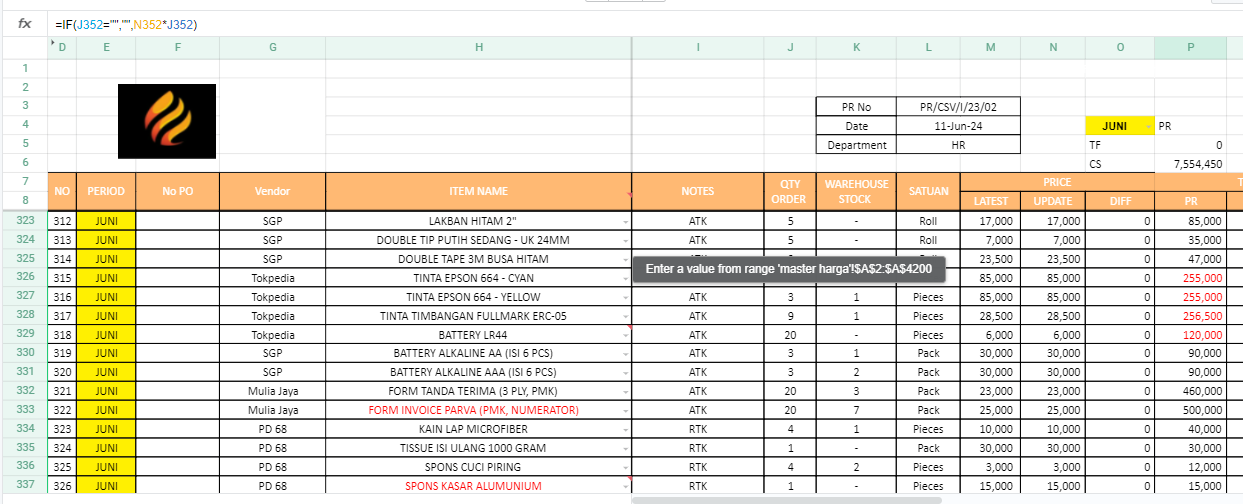 fx =IF(J352="","",N352*J352)
D E F G H I J K L M N O P
1
2
3 PR No PR/CSV/I/23/02
4 Date 11-Jun-24 JUNI PR
5 Department HR TF 0
6 CS 7,554,450
7 NO PERIOD No PO Vendor ITEM NAME NOTES QTY ORDER WAREHOUSE STOCK SATUAN PRICE T
8 LATEST UPDATE DIFF PR
323 312 JUNI SGP LAKBAN HITAM 2" ATK 5 - Roll 17,000 17,000 0 85,000
324 313 JUNI SGP DOUBLE TIP PUTIH SEDANG - UK 24MM ATK 5 - Roll 7,000 7,000 0 35,000
325 314 JUNI SGP DOUBLE TAPE 3M BUSA HITAM 23,500 23,500 0 47,000
Enter a value from range 'master harga'!$A$2:$A$4200
326 315 JUNI Tokpedia TINTA EPSON 664 - CYAN 85,000 85,000 0 255,000
327 316 JUNI Tokpedia TINTA EPSON 664 - YELLOW ATK 3 1 Pieces 85,000 85,000 0 255,000
328 317 JUNI Tokpedia TINTA TIMBANGAN FULLMARK ERC-05 ATK 9 1 Pieces 28,500 28,500 0 256,500
329 318 JUNI Tokpedia BATTERY LR44 ATK 20 - Pieces 6,000 6,000 0 120,000
330 319 JUNI SGP BATTERY ALKALINE AA (ISI 6 PCS) ATK 3 1 Pack 30,000 30,000 0 90,000
331 320 JUNI SGP BATTERY ALKALINE AAA (ISI 6 PCS) ATK 3 2 Pack 30,000 30,000 0 90,000
332 321 JUNI Mulia Jaya FORM TANDA TERIMA (3 PLY, PMK) ATK 20 3 Pack 23,000 23,000 0 460,000
333 322 JUNI Mulia Jaya FORM INVOICE PARVA (PMK, NUMERATOR) ATK 20 7 Pack 25,000 25,000 0 500,000
334 323 JUNI PD 68 KAIN LAP MICROFIBER RTK 4 1 Pieces 10,000 10,000 0 40,000
335 324 JUNI PD 68 TISSUE ISI ULANG 1000 GRAM RTK 1 - Pack 30,000 30,000 0 30,000
336 325 JUNI PD 68 SPONS CUCI PIRING RTK 4 2 Pieces 3,000 3,000 0 12,000
337 326 JUNI PD 68 SPONS KASAR ALUMUNIUM RTK 1 - Pieces 15,000 15,000 0 15,000